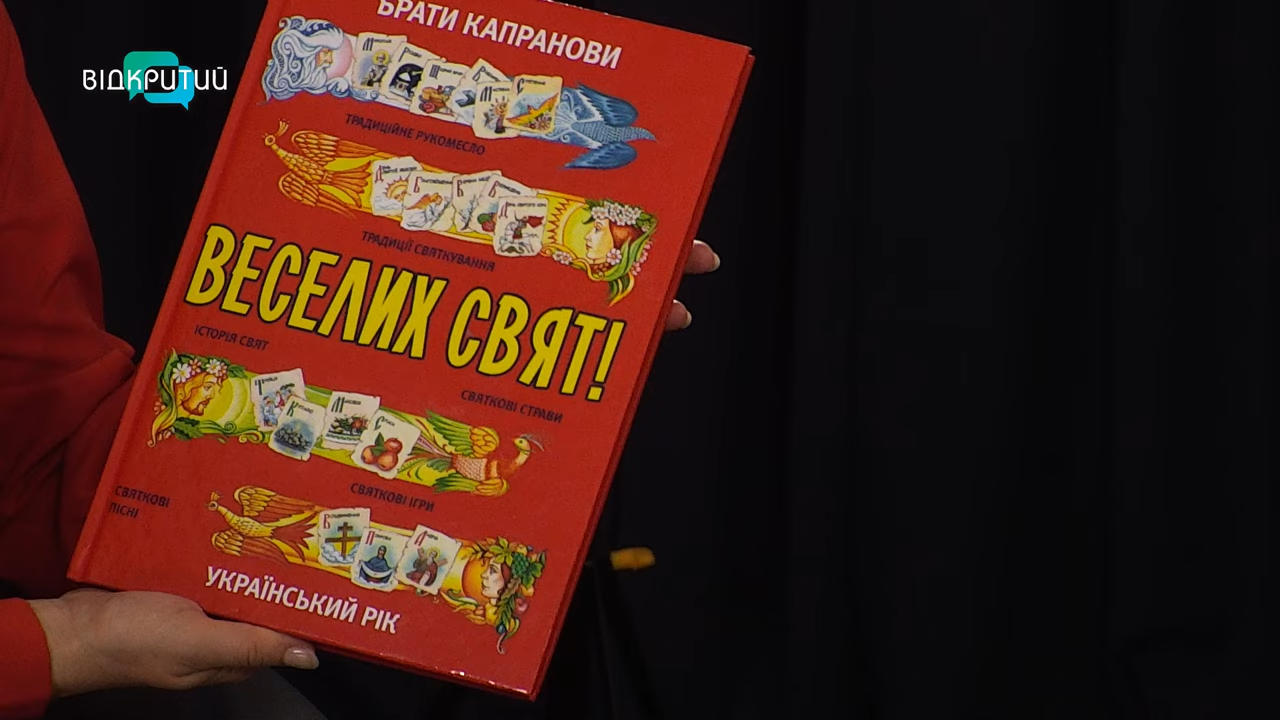 ВІДКРИТИЙ
БРАТИ КАПРАНОВИ
ТРАДИЦІЙНЕ РУКОМЕСЛО
ТРАДИЦІЇ СВЯТКУВАННЯ
ВЕСЕЛИХ СВЯТ!
ІСТОРІЯ СВЯТ
СВЯТКОВІ СТРАВИ
СВЯТКОВІ ІГРИ
СВЯТКОВІ
ПІСНІ
УКРАЇНСЬКИЙ РІК